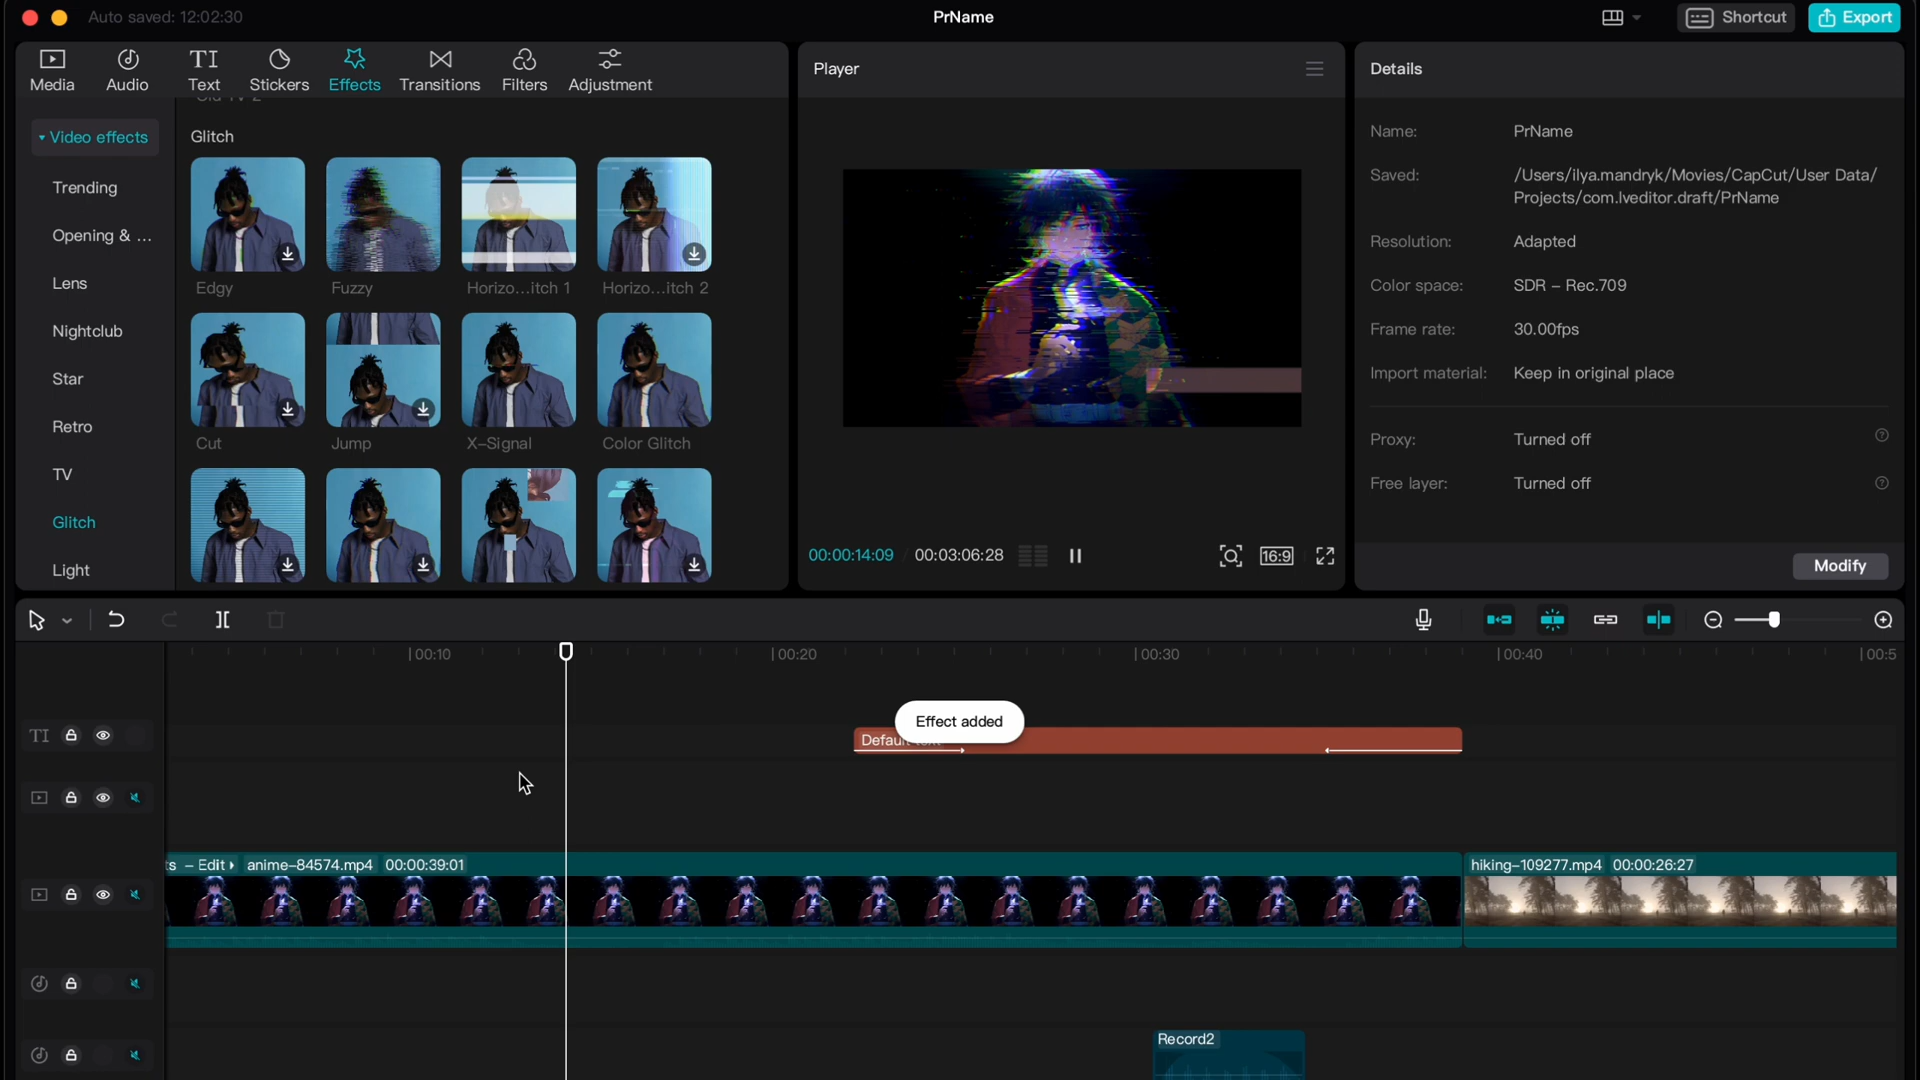 Auto saved: 12:02:30
PrName
Shortcut
Export
Media
Audio
TI
Text
Stickers
Effects
Transitions
Filters
Adjustment
Video effects
Trending
Opening & ...
Lens
Nightclub
Star
Retro
TV
Glitch
Light
Old TV 2
Glitch
Edgy
Fuzzy
Horizo...itch 1
Horizo...itch 2
Cut
Jump
X-Signal
Color Glitch
Player
00:00:14:09 / 00:03:06:28
16:9
Details
Name: PrName
Saved: /Users/ilya.mandryk/Movies/CapCut/User Data/
Projects/com.lveditor.draft/PrName
Resolution: Adapted
Color space: SDR – Rec.709
Frame rate: 30.00fps
Import material: Keep in original place
Proxy: Turned off
Free layer: Turned off
Modify
00:10
00:20
00:30
00:40
00:5
TI
Effect added
Default text
ts – Edit
anime-84574.mp4 00:00:39:01
hiking-109277.mp4 00:00:26:27
Record2